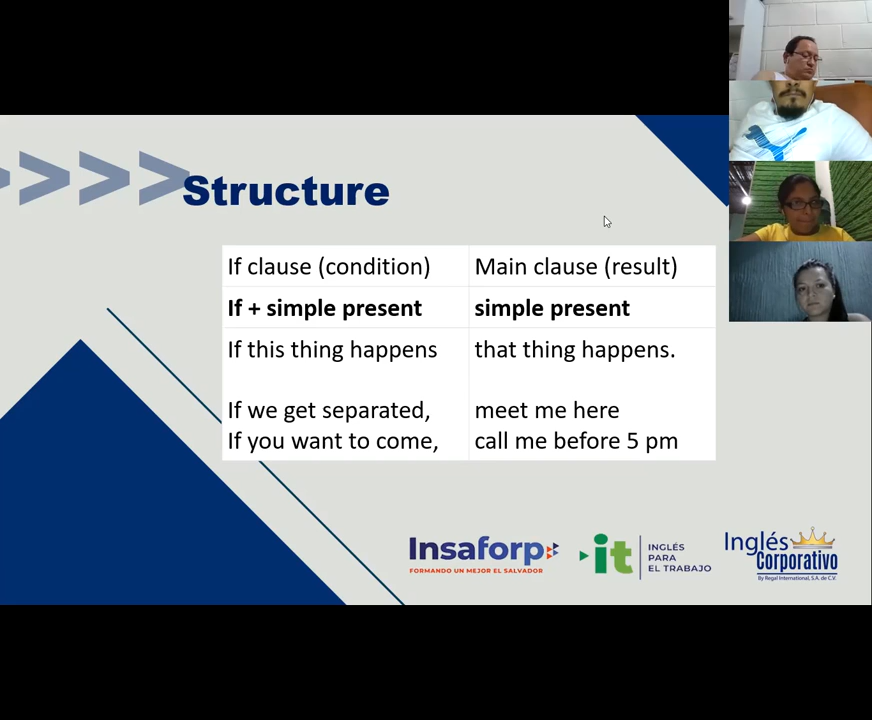 >>>>
Structure
If clause (condition) Main clause (result)
If + simple present simple present
If this thing happens that thing happens.
If we get separated, meet me here
If you want to come, call me before 5 pm
Insaforp
FORMANDO UN MEJOR EL SALVADOR
it
INGLÉS
PARA
EL TRABAJO
Inglés
Corporativo
By Regal International, S.A. de C.V.